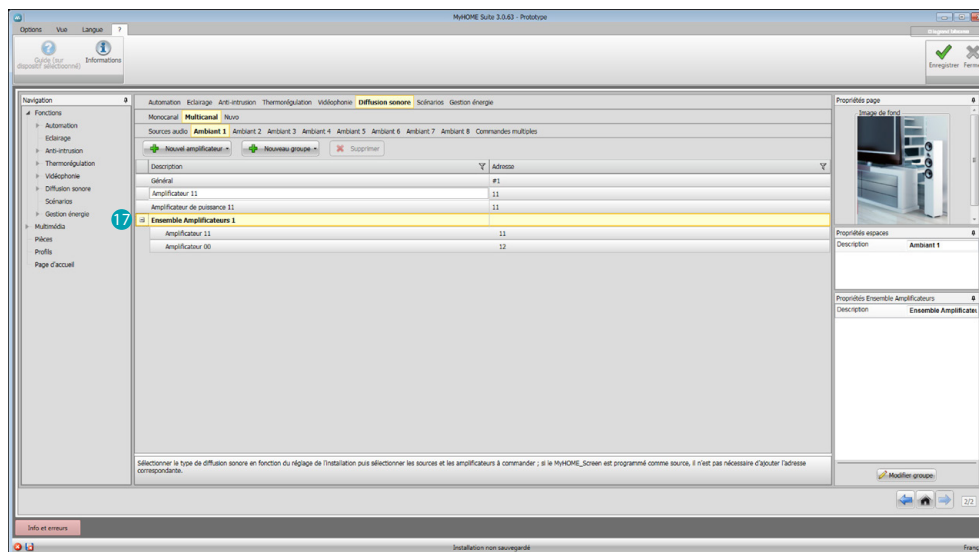 MyHOME Suite 3.0.63 - Prototype
Options Vue Langue ?
Guide (sur dispositif sélectionné)
Informations
Enregistrer
Ferme
Navigation
Fonctions
Automation
Eclairage
Anti-intrusion
Thermorégulation
Vidéophonie
Diffusion sonore
Scénarios
Gestion énergie
Multimédia
Pièces
Profils
Page d'accueil
17
Automation Eclairage Anti-intrusion Thermorégulation Vidéophonie Diffusion sonore Scénarios Gestion énergie
Monocanal Multicanal Nuvo
Sources audio Ambiant 1 Ambiant 2 Ambiant 3 Ambiant 4 Ambiant 5 Ambiant 6 Ambiant 7 Ambiant 8 Commandes multiples
Nouvel amplificateur Nouveau groupe Supprimer
Description Adresse
Général #1
Amplificateur 11 11
Amplificateur de puissance 11 11
Ensemble Amplificateurs 1
Amplificateur 11 11
Amplificateur 00 12
Sélectionner le type de diffusion sonore en fonction du réglage de l'installation puis sélectionner les sources et les amplificateurs à commander ; si le MyHOME_Screen est programmé comme source, il n'est pas nécessaire d'ajouter l'adresse
correspondante.
Propriétés page
Image de fond
Propriétés espaces
Description Ambiant 1
Propriétés Ensemble Amplificateurs
Description Ensemble Amplificateu
Modifier groupe
2/2
Info et erreurs
Installation non sauvegardé
Franç